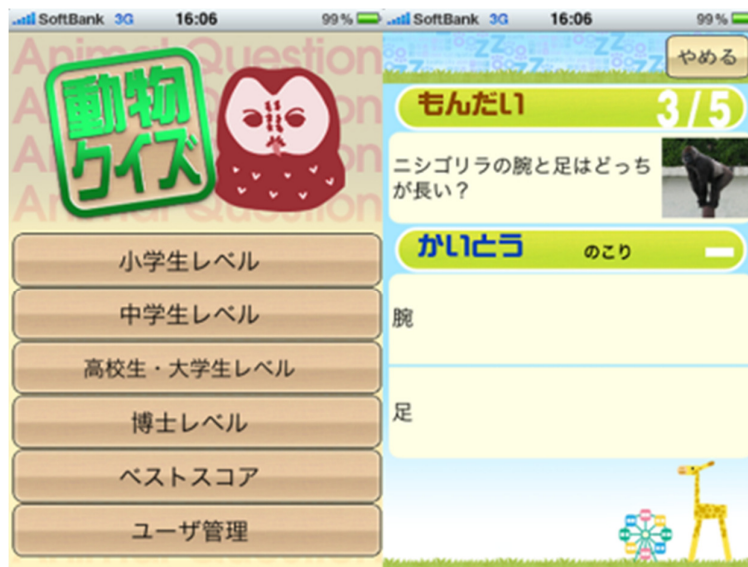 SoftBank 3G 16:06 99%
Animal Question
動物
クイズ
小学生レベル
中学生レベル
高校生・大学生レベル
博士レベル
ベストスコア
ユーザ管理
SoftBank 3G 16:06 99%
やめる
もんだい 3/5
ニシゴリラの腕と足はどっち
が長い?
かいとう のこり ー
腕
足